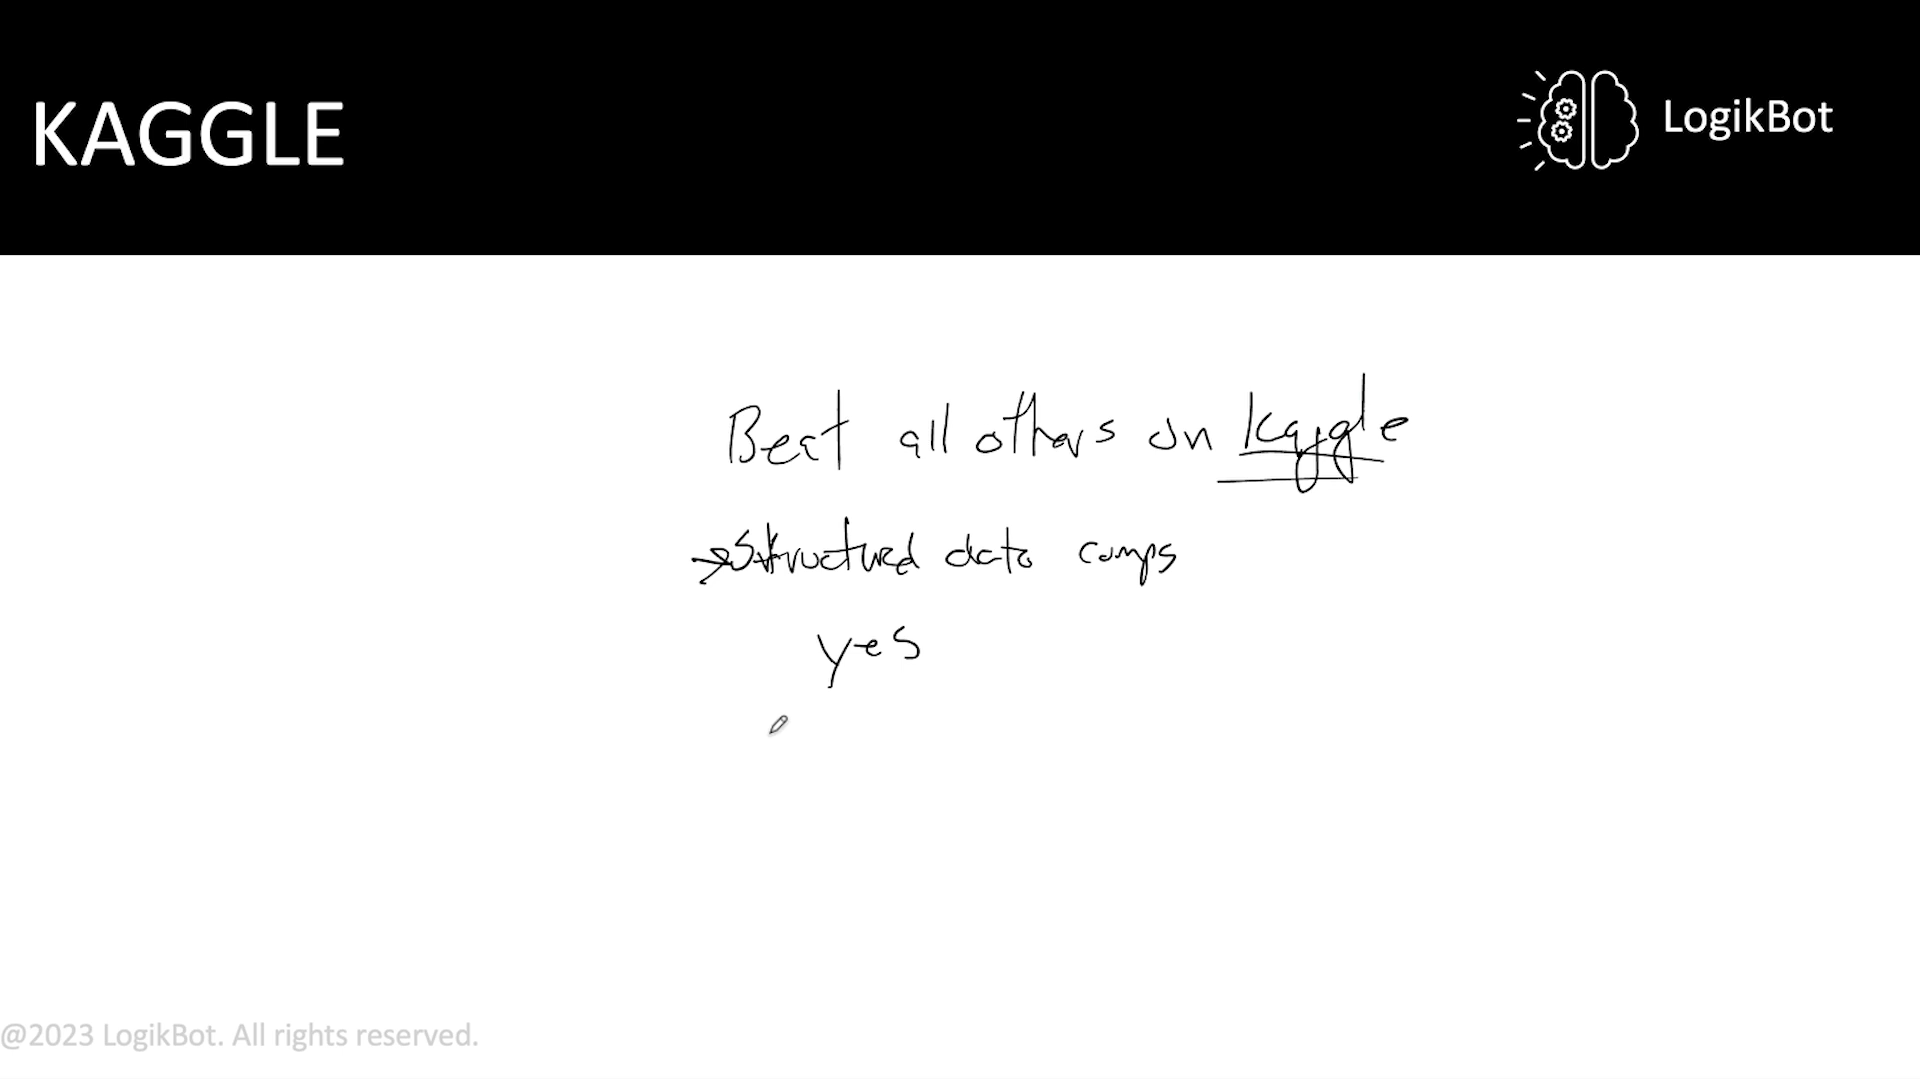 KAGGLE
LogikBot
Beat all others on Kaggle
Structured data comps
yes
@2023 LogikBot. All rights reserved.